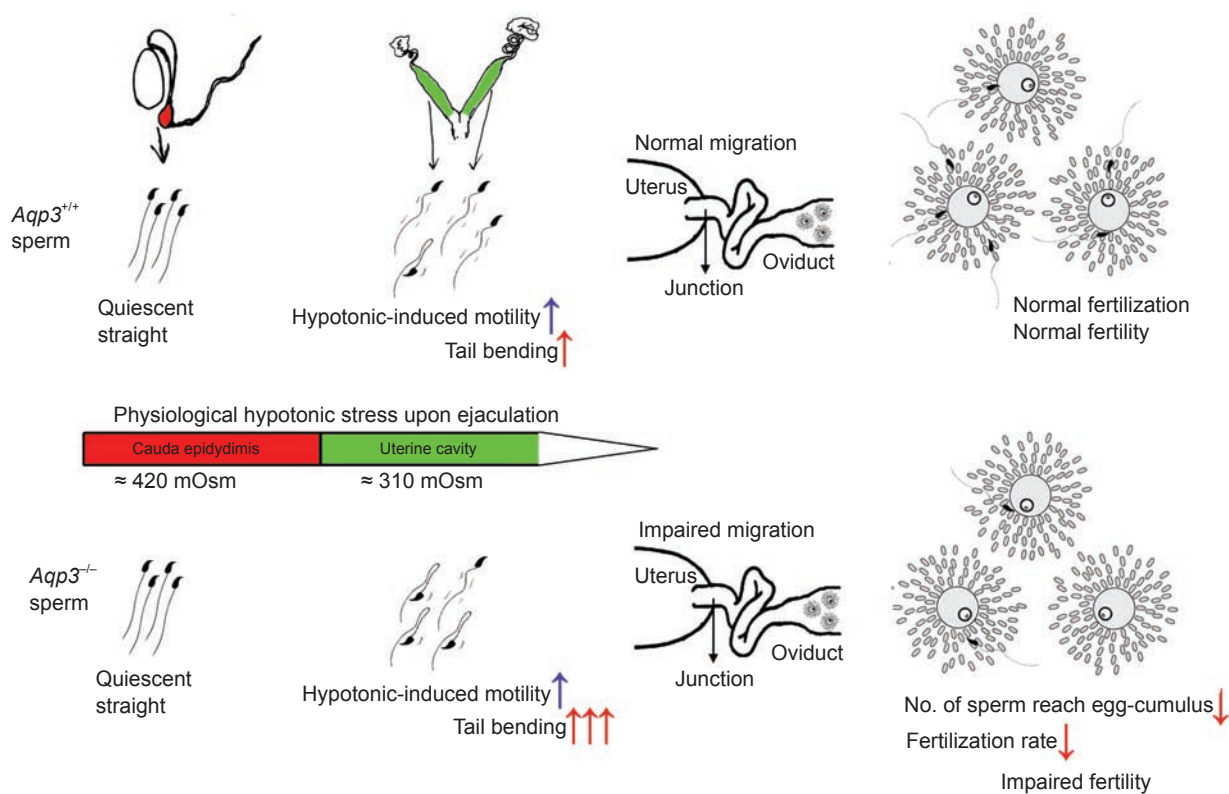 Normal migration
Uterus
Oviduct
Junction
Aqp3+/+
sperm
Quiescent
straight
Hypotonic-induced motility
Tail bending
Normal fertilization
Normal fertility
Physiological hypotonic stress upon ejaculation
Cauda epidydimis
Uterine cavity
≈ 420 mOsm
≈ 310 mOsm
Impaired migration
Uterus
Oviduct
Junction
Aqp3–/–
sperm
Quiescent
straight
Hypotonic-induced motility
Tail bending
No. of sperm reach egg-cumulus
Fertilization rate
Impaired fertility